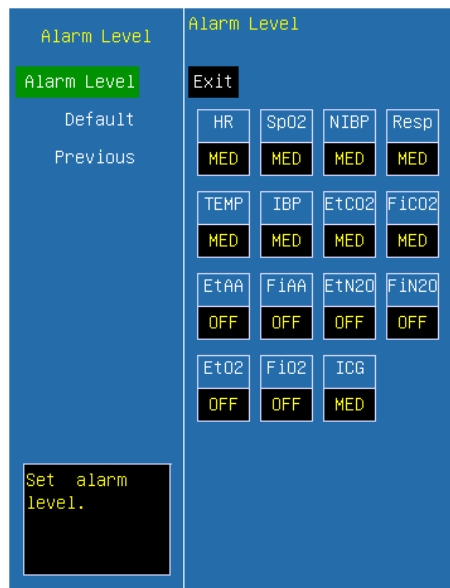 Alarm Level
Alarm Level
Default
Previous
Set alarm
level.
Alarm Level
Exit
HR SpO2 NIBP Resp
MED MED MED MED
TEMP IBP EtCO2 FiCO2
MED MED MED MED
EtAA FiAA EtN2O FiN2O
OFF OFF OFF OFF
EtO2 FiO2 ICG
OFF OFF MED